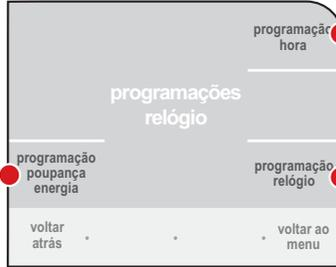 programação
hora
programações
relógio
programação
poupança
energia
programação
relógio
voltar
atrás
voltar ao
menu